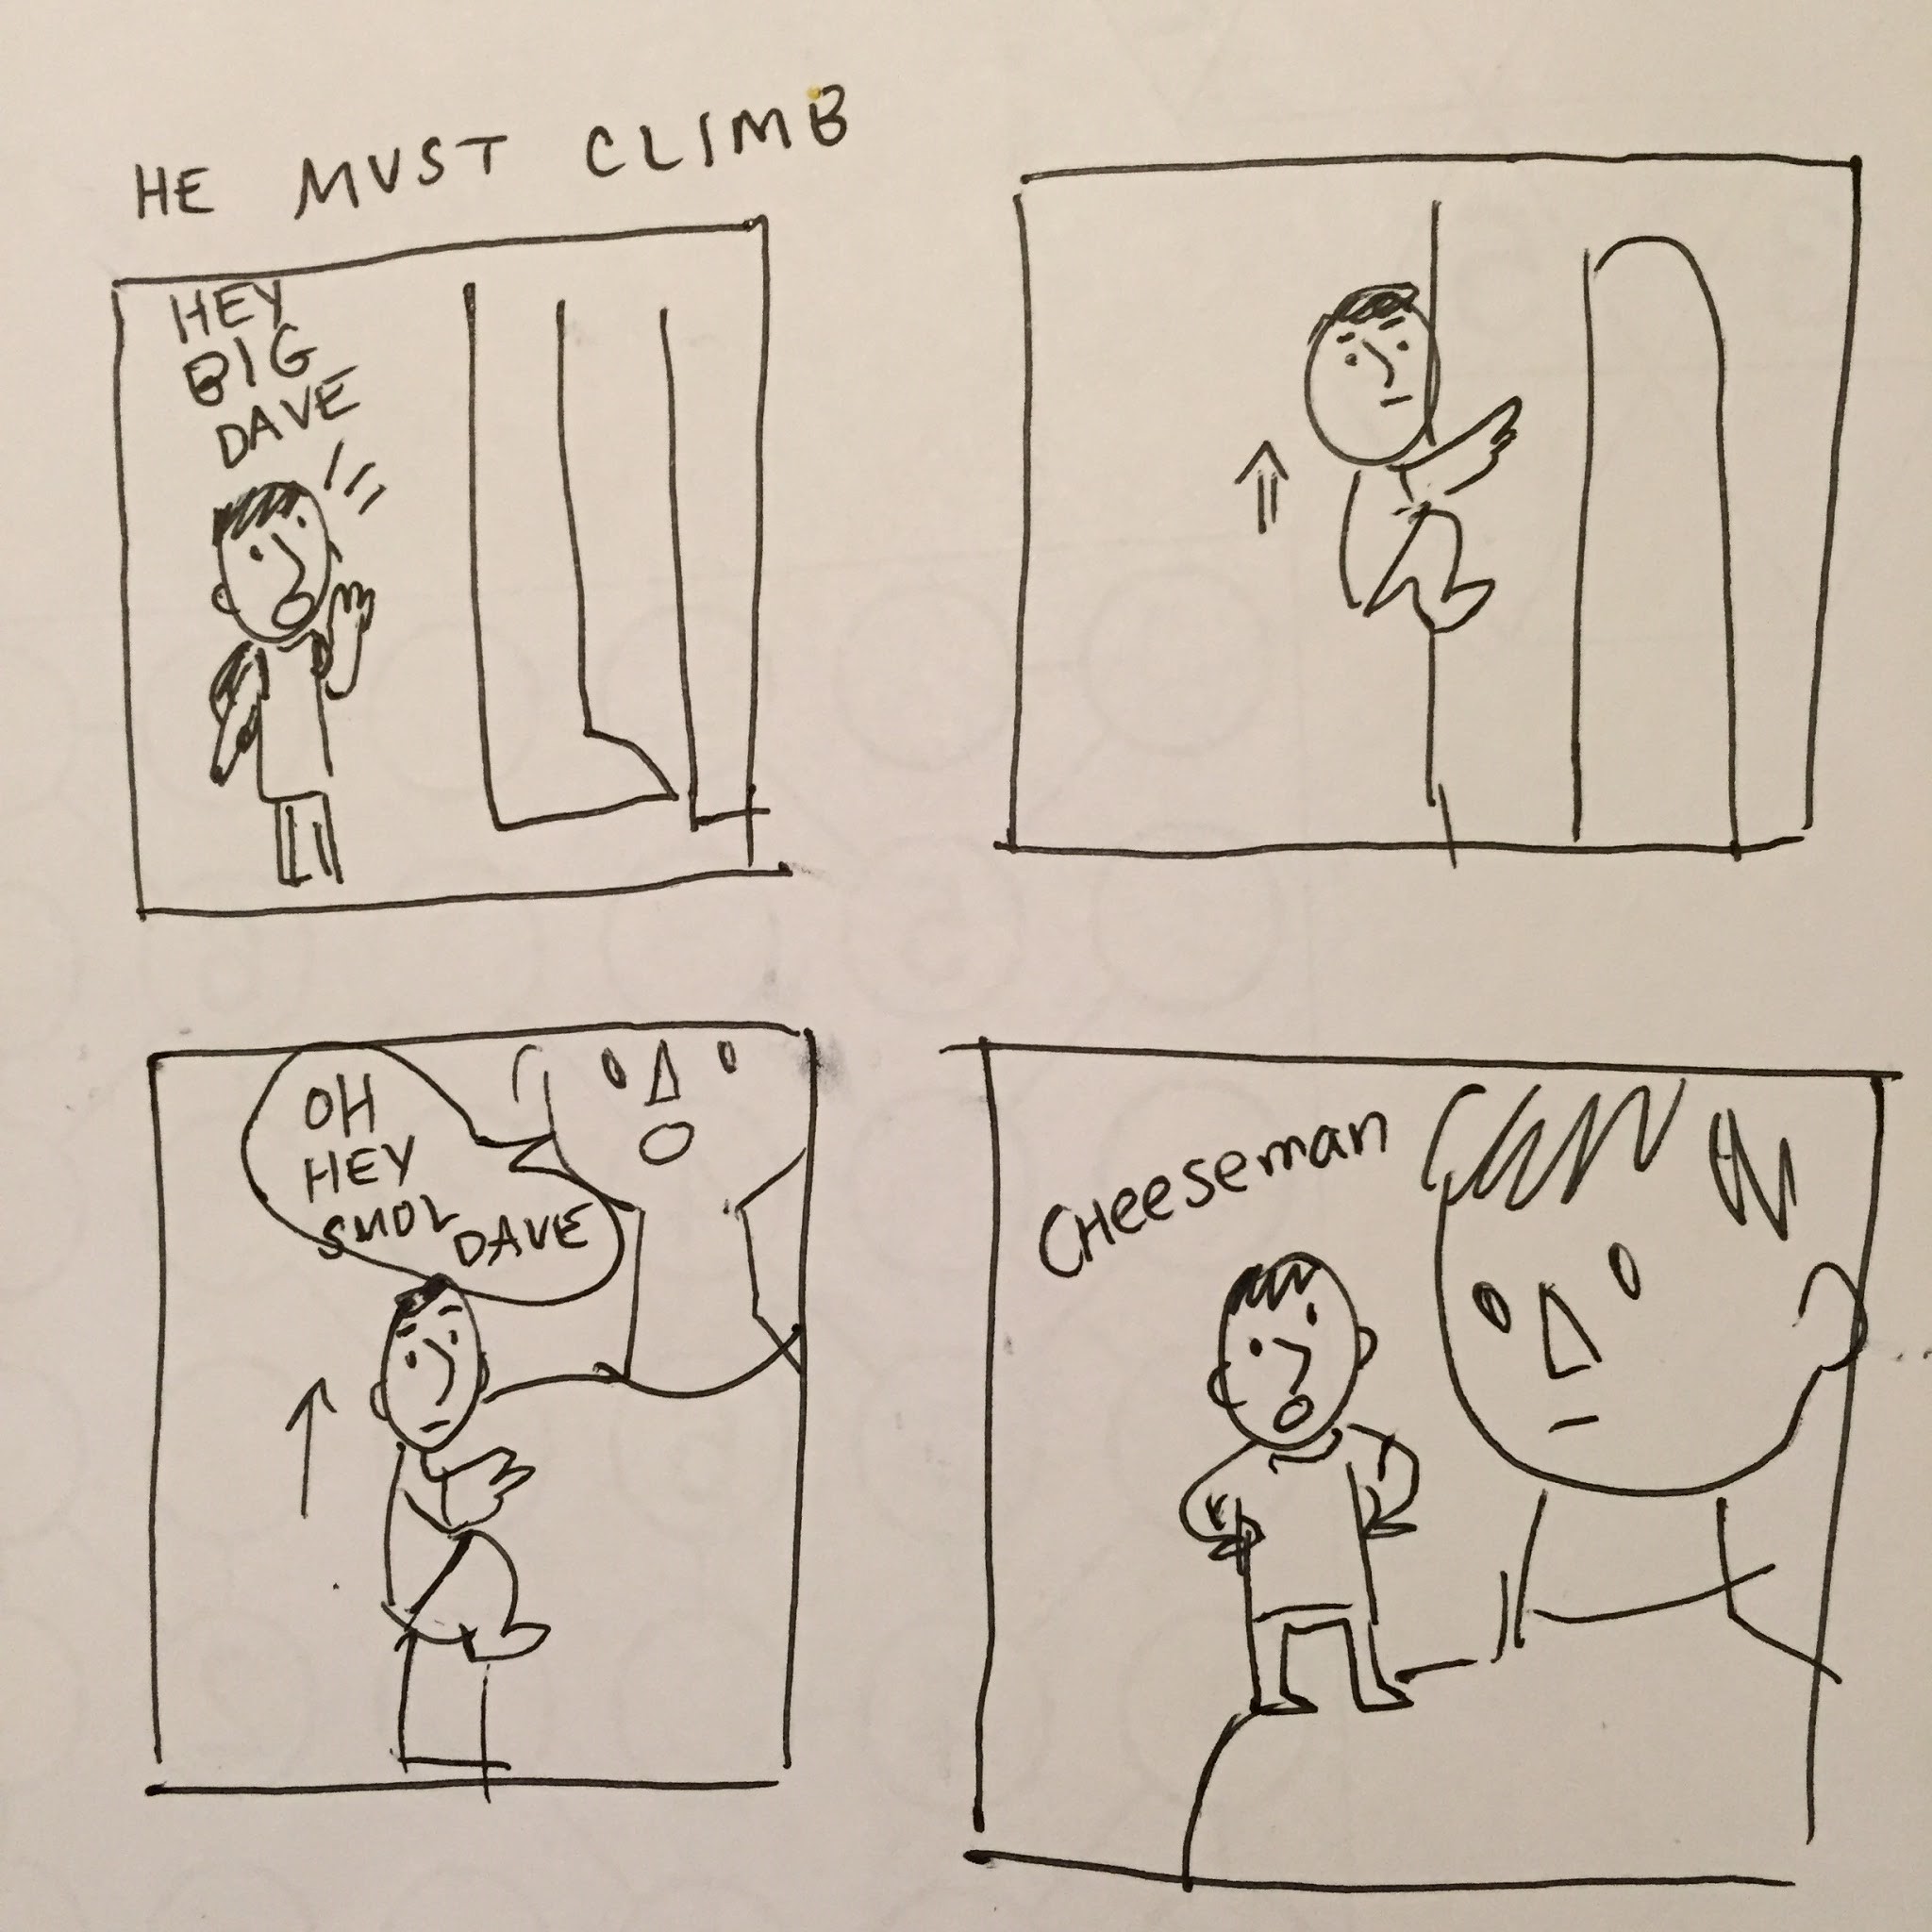 HE MUST CLIMB
HEY
BIG
DAVE
OH
HEY
SMOL DAVE
CHeeseman